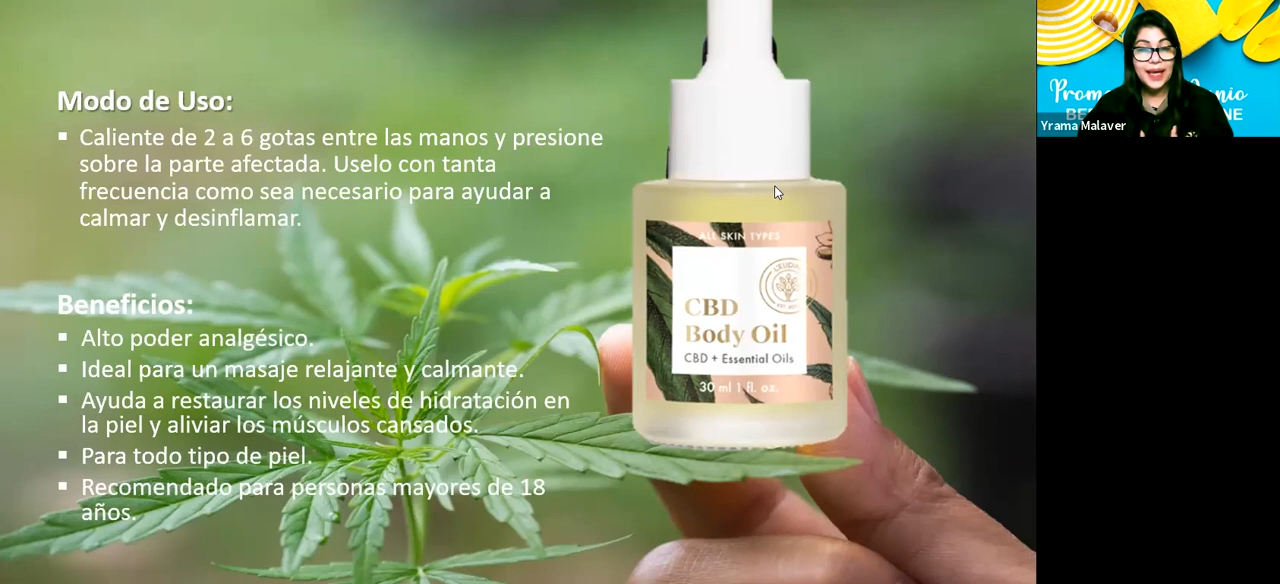 Modo de Uso:
▪ Caliente de 2 a 6 gotas entre las manos y presione
sobre la parte afectada. Uselo con tanta
frecuencia como sea necesario para ayudar a
calmar y desinflamar.
Beneficios:
▪ Alto poder analgésico.
▪ Ideal para un masaje relajante y calmante.
▪ Ayuda a restaurar los niveles de hidratación en
la piel y aliviar los músculos cansados.
▪ Para todo tipo de piel.
▪ Recomendado para personas mayores de 18
años.
ALL SKIN TYPES
CBD
Body Oil
CBD + Essential Oils
30 ml 1 fl. oz.
Yrama Malaver